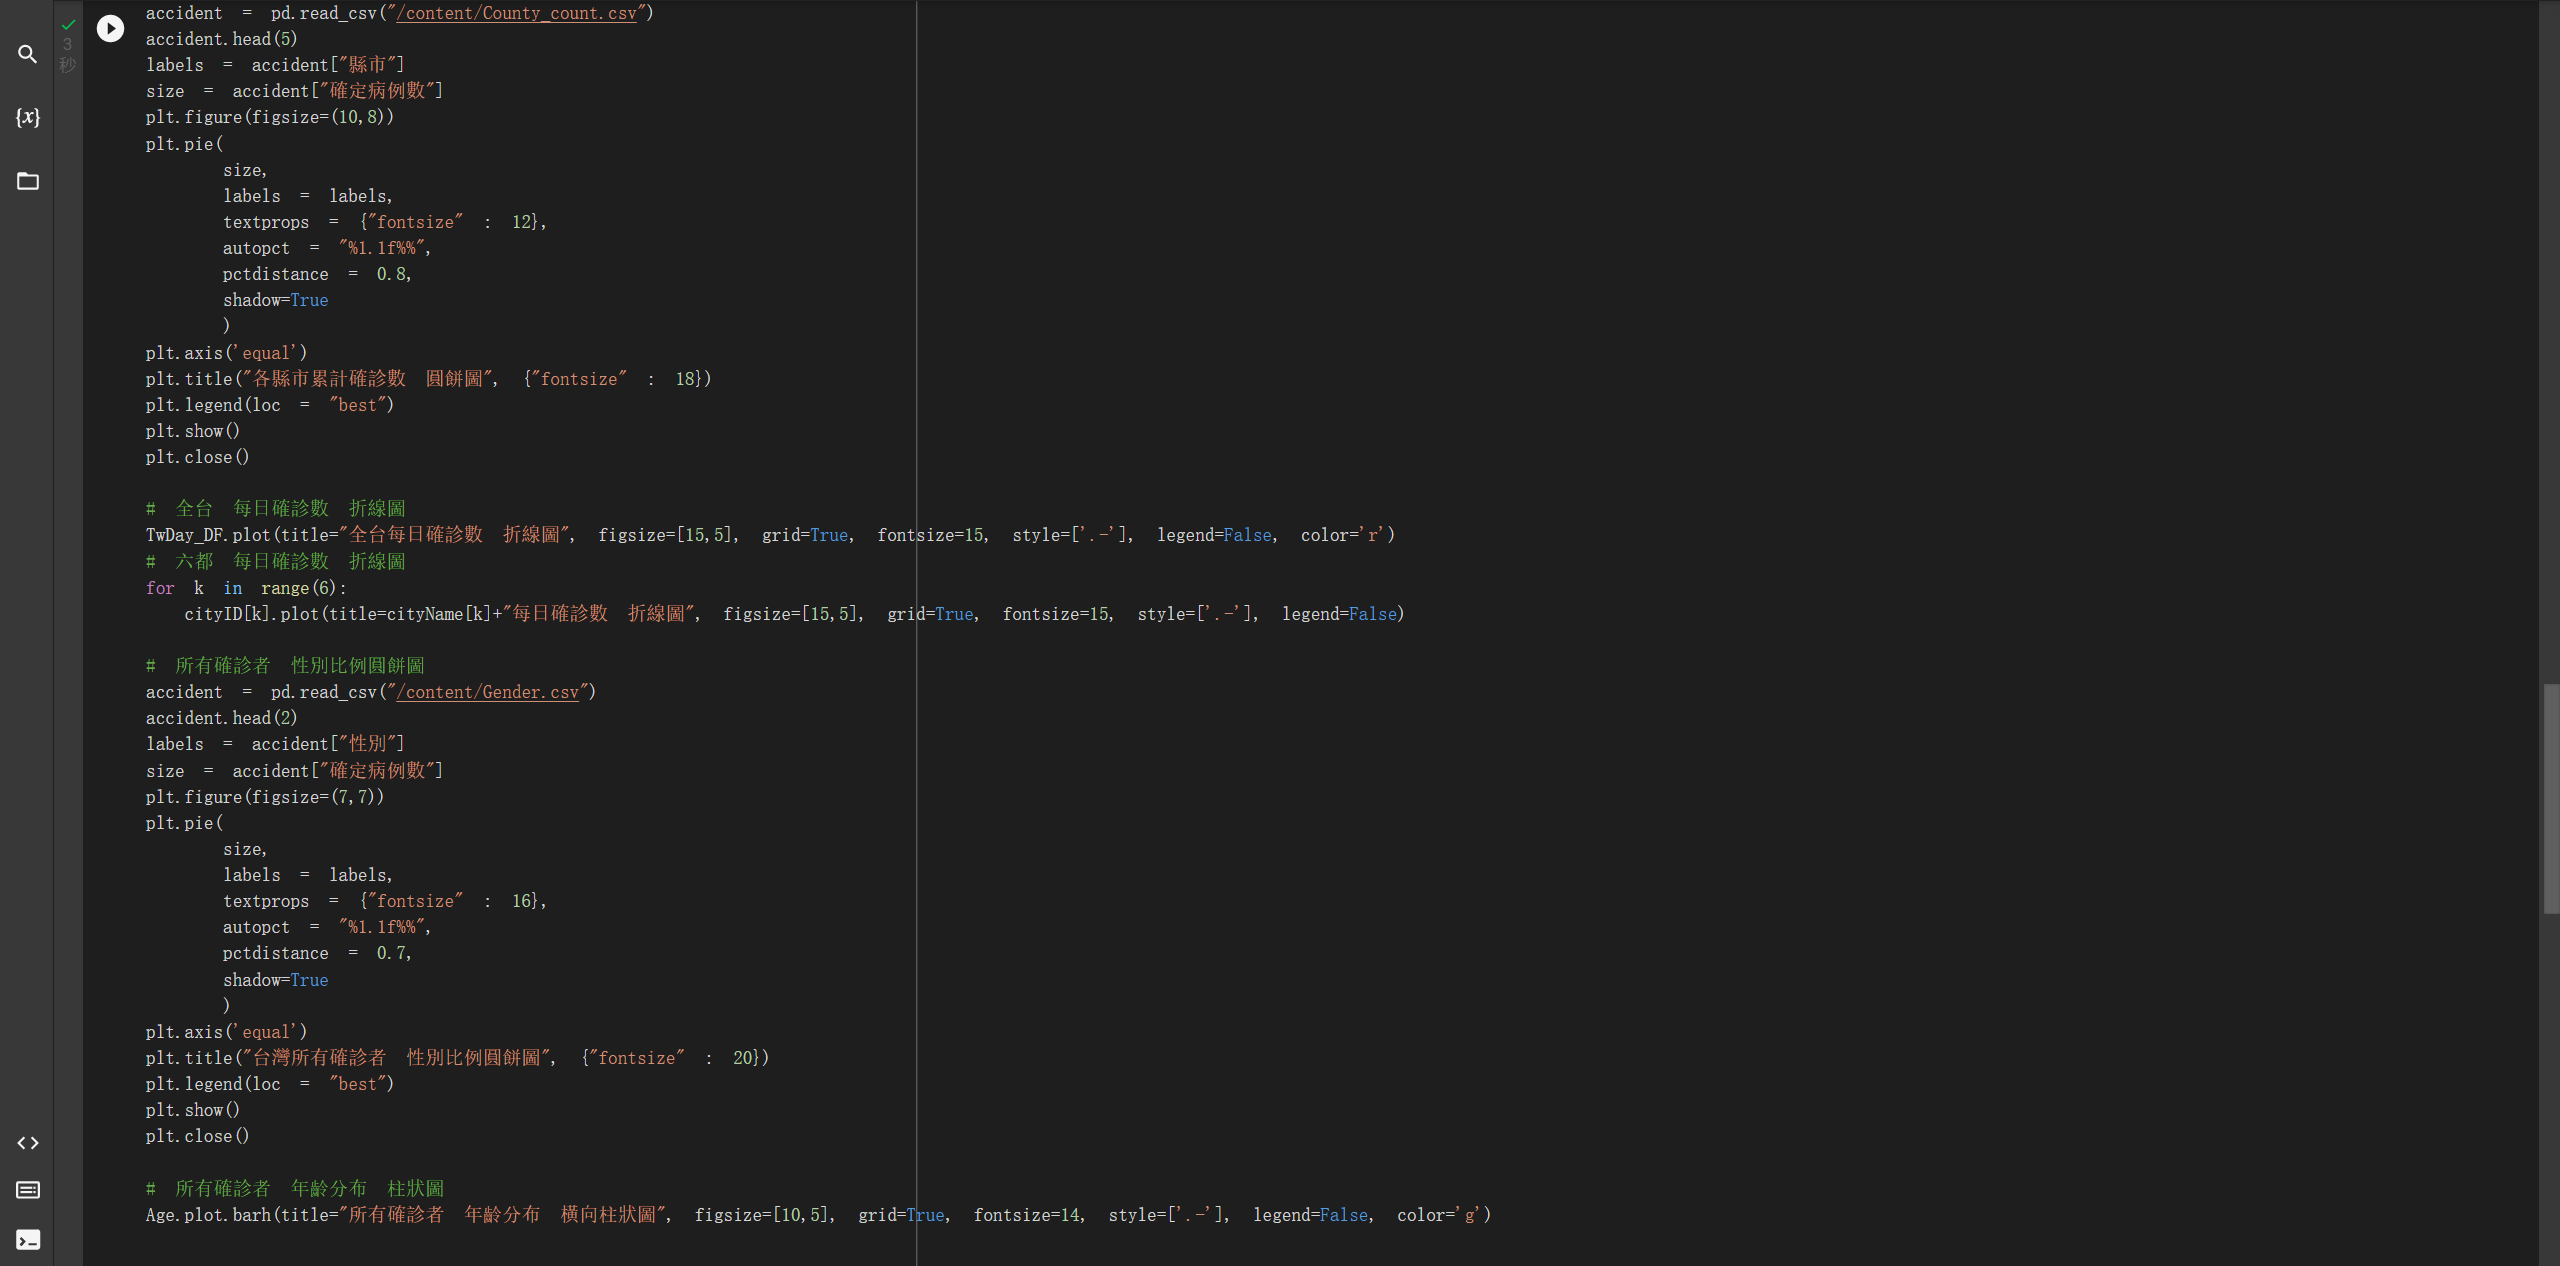 accident = pd.read_csv("/content/County_count.csv")
accident.head(5)
labels = accident["縣市"]
size = accident["確定病例數"]
plt.figure(figsize=(10,8))
plt.pie(
size,
labels = labels,
textprops = {"fontsize" : 12},
autopct = "%1.1f%%",
pctdistance = 0.8,
shadow=True
)
plt.axis('equal')
plt.title("各縣市累計確診數 圓餅圖", {"fontsize" : 18})
plt.legend(loc = "best")
plt.show()
plt.close()
# 全台 每日確診數 折線圖
TwDay_DF.plot(title="全台每日確診數 折線圖", figsize=[15,5], grid=True, fontsize=15, style=['.-'], legend=False, color='r')
# 六都 每日確診數 折線圖
for k in range(6):
cityID[k].plot(title=cityName[k]+"每日確診數 折線圖", figsize=[15,5], grid=True, fontsize=15, style=['.-'], legend=False)
# 所有確診者 性別比例圓餅圖
accident = pd.read_csv("/content/Gender.csv")
accident.head(2)
labels = accident["性別"]
size = accident["確定病例數"]
plt.figure(figsize=(7,7))
plt.pie(
size,
labels = labels,
textprops = {"fontsize" : 16},
autopct = "%1.1f%%",
pctdistance = 0.7,
shadow=True
)
plt.axis('equal')
plt.title("台灣所有確診者 性別比例圓餅圖", {"fontsize" : 20})
plt.legend(loc = "best")
plt.show()
plt.close()
# 所有確診者 年齡分布 柱狀圖
Age.plot.barh(title="所有確診者 年齡分布 橫向柱狀圖", figsize=[10,5], grid=True, fontsize=14, style=['.-'], legend=False, color='g')
3
秒
{x}